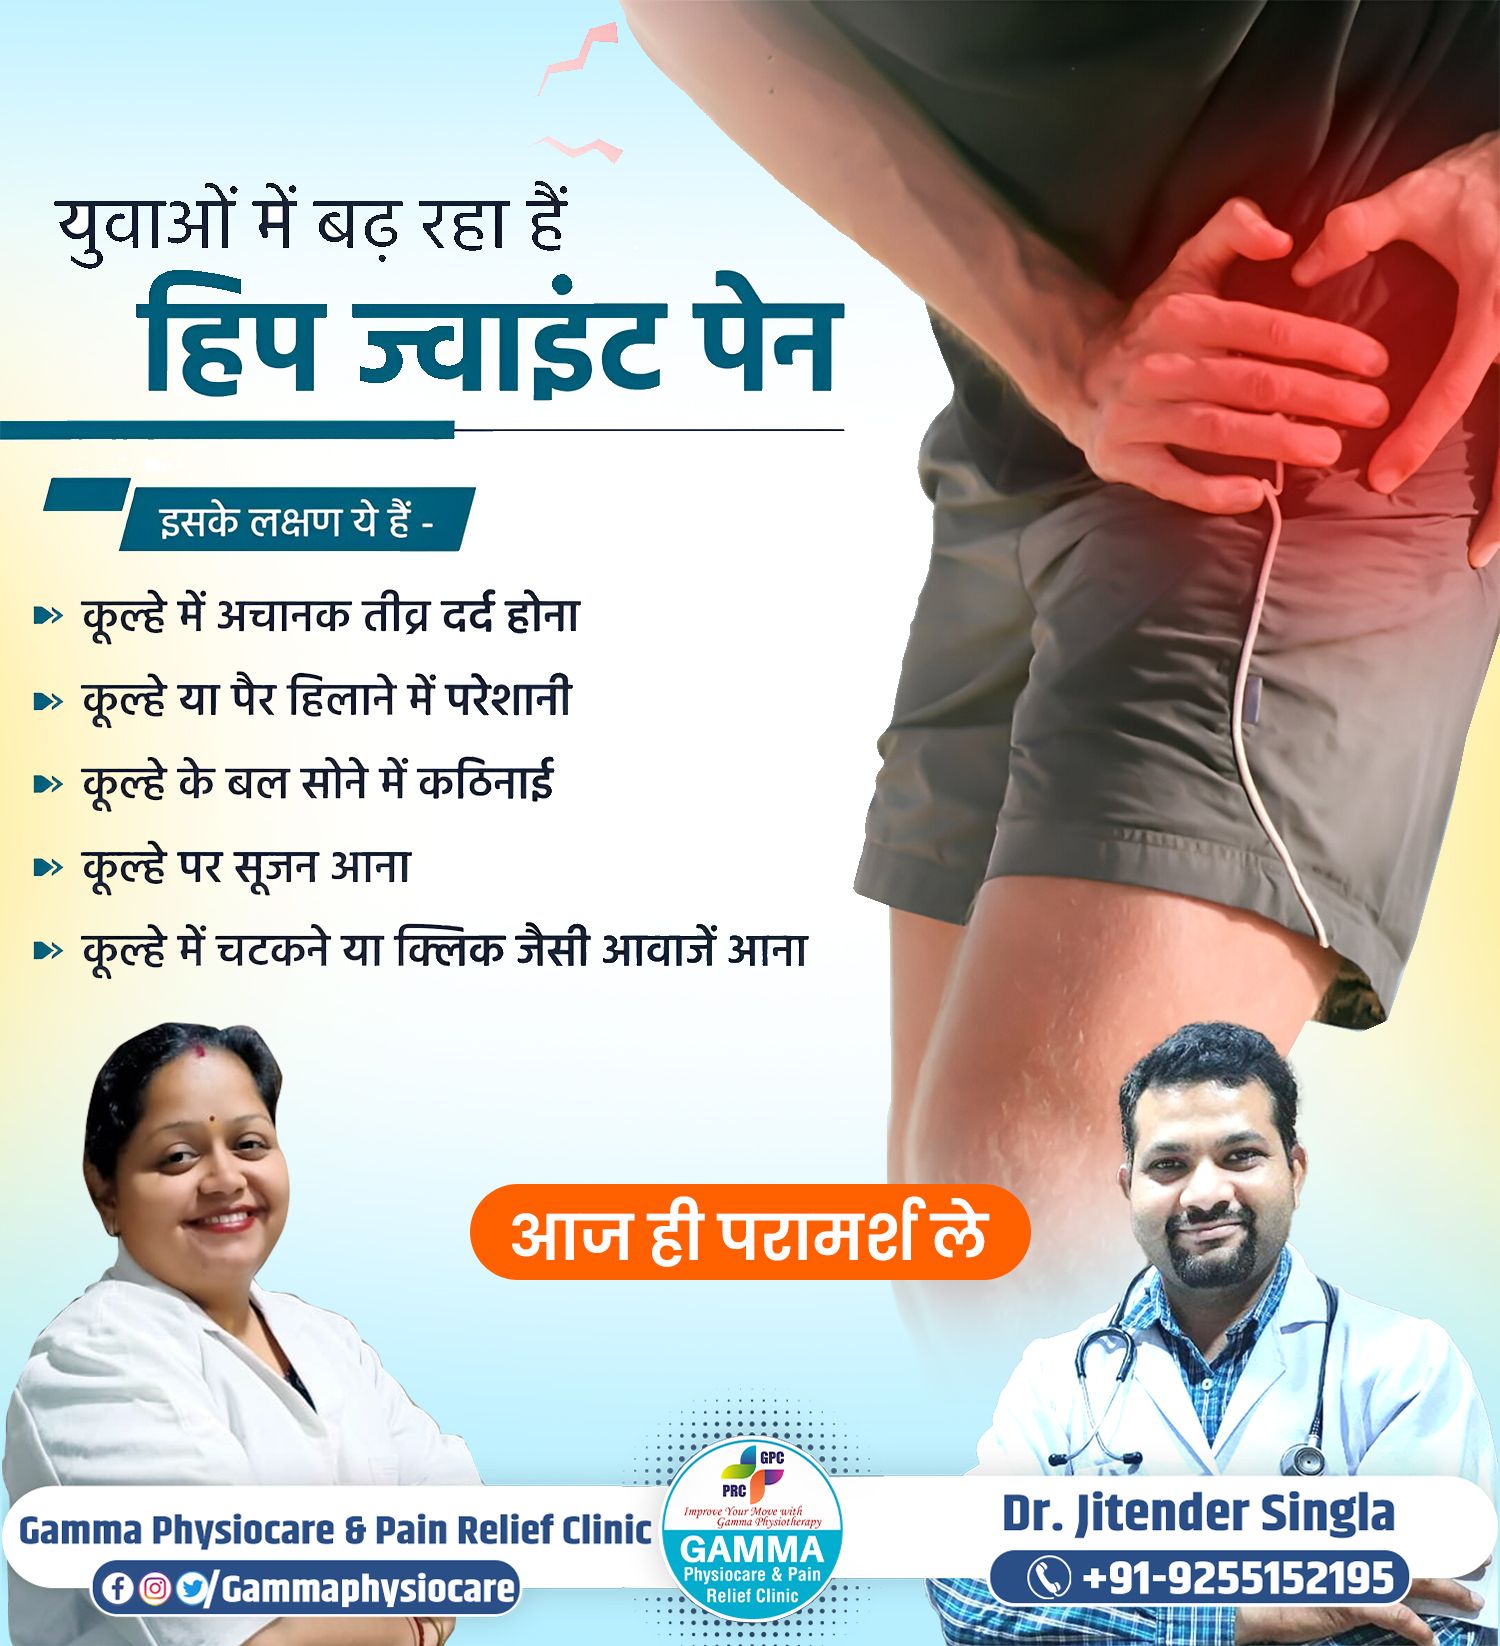 युवाओं में बढ़ रहा हैं
हिप ज्वाइंट पेन
इसके लक्षण ये हैं -
कूल्हे में अचानक तीव्र दर्द होना
कूल्हे या पैर हिलाने में परेशानी
कूल्हे के बल सोने में कठिनाई
कूल्हे पर सूजन आना
कूल्हे में चटकने या क्लिक जैसी आवाजें आना
आज ही परामर्श ले
Gamma Physiocare & Pain Relief Clinic
/Gammaphysiocare
GPC
PRC
Improve Your Move with
Gamma Physiotherapy
GAMMA
Physiocare & Pain
Relief Clinic
Dr. Jitender Singla
+91-9255152195